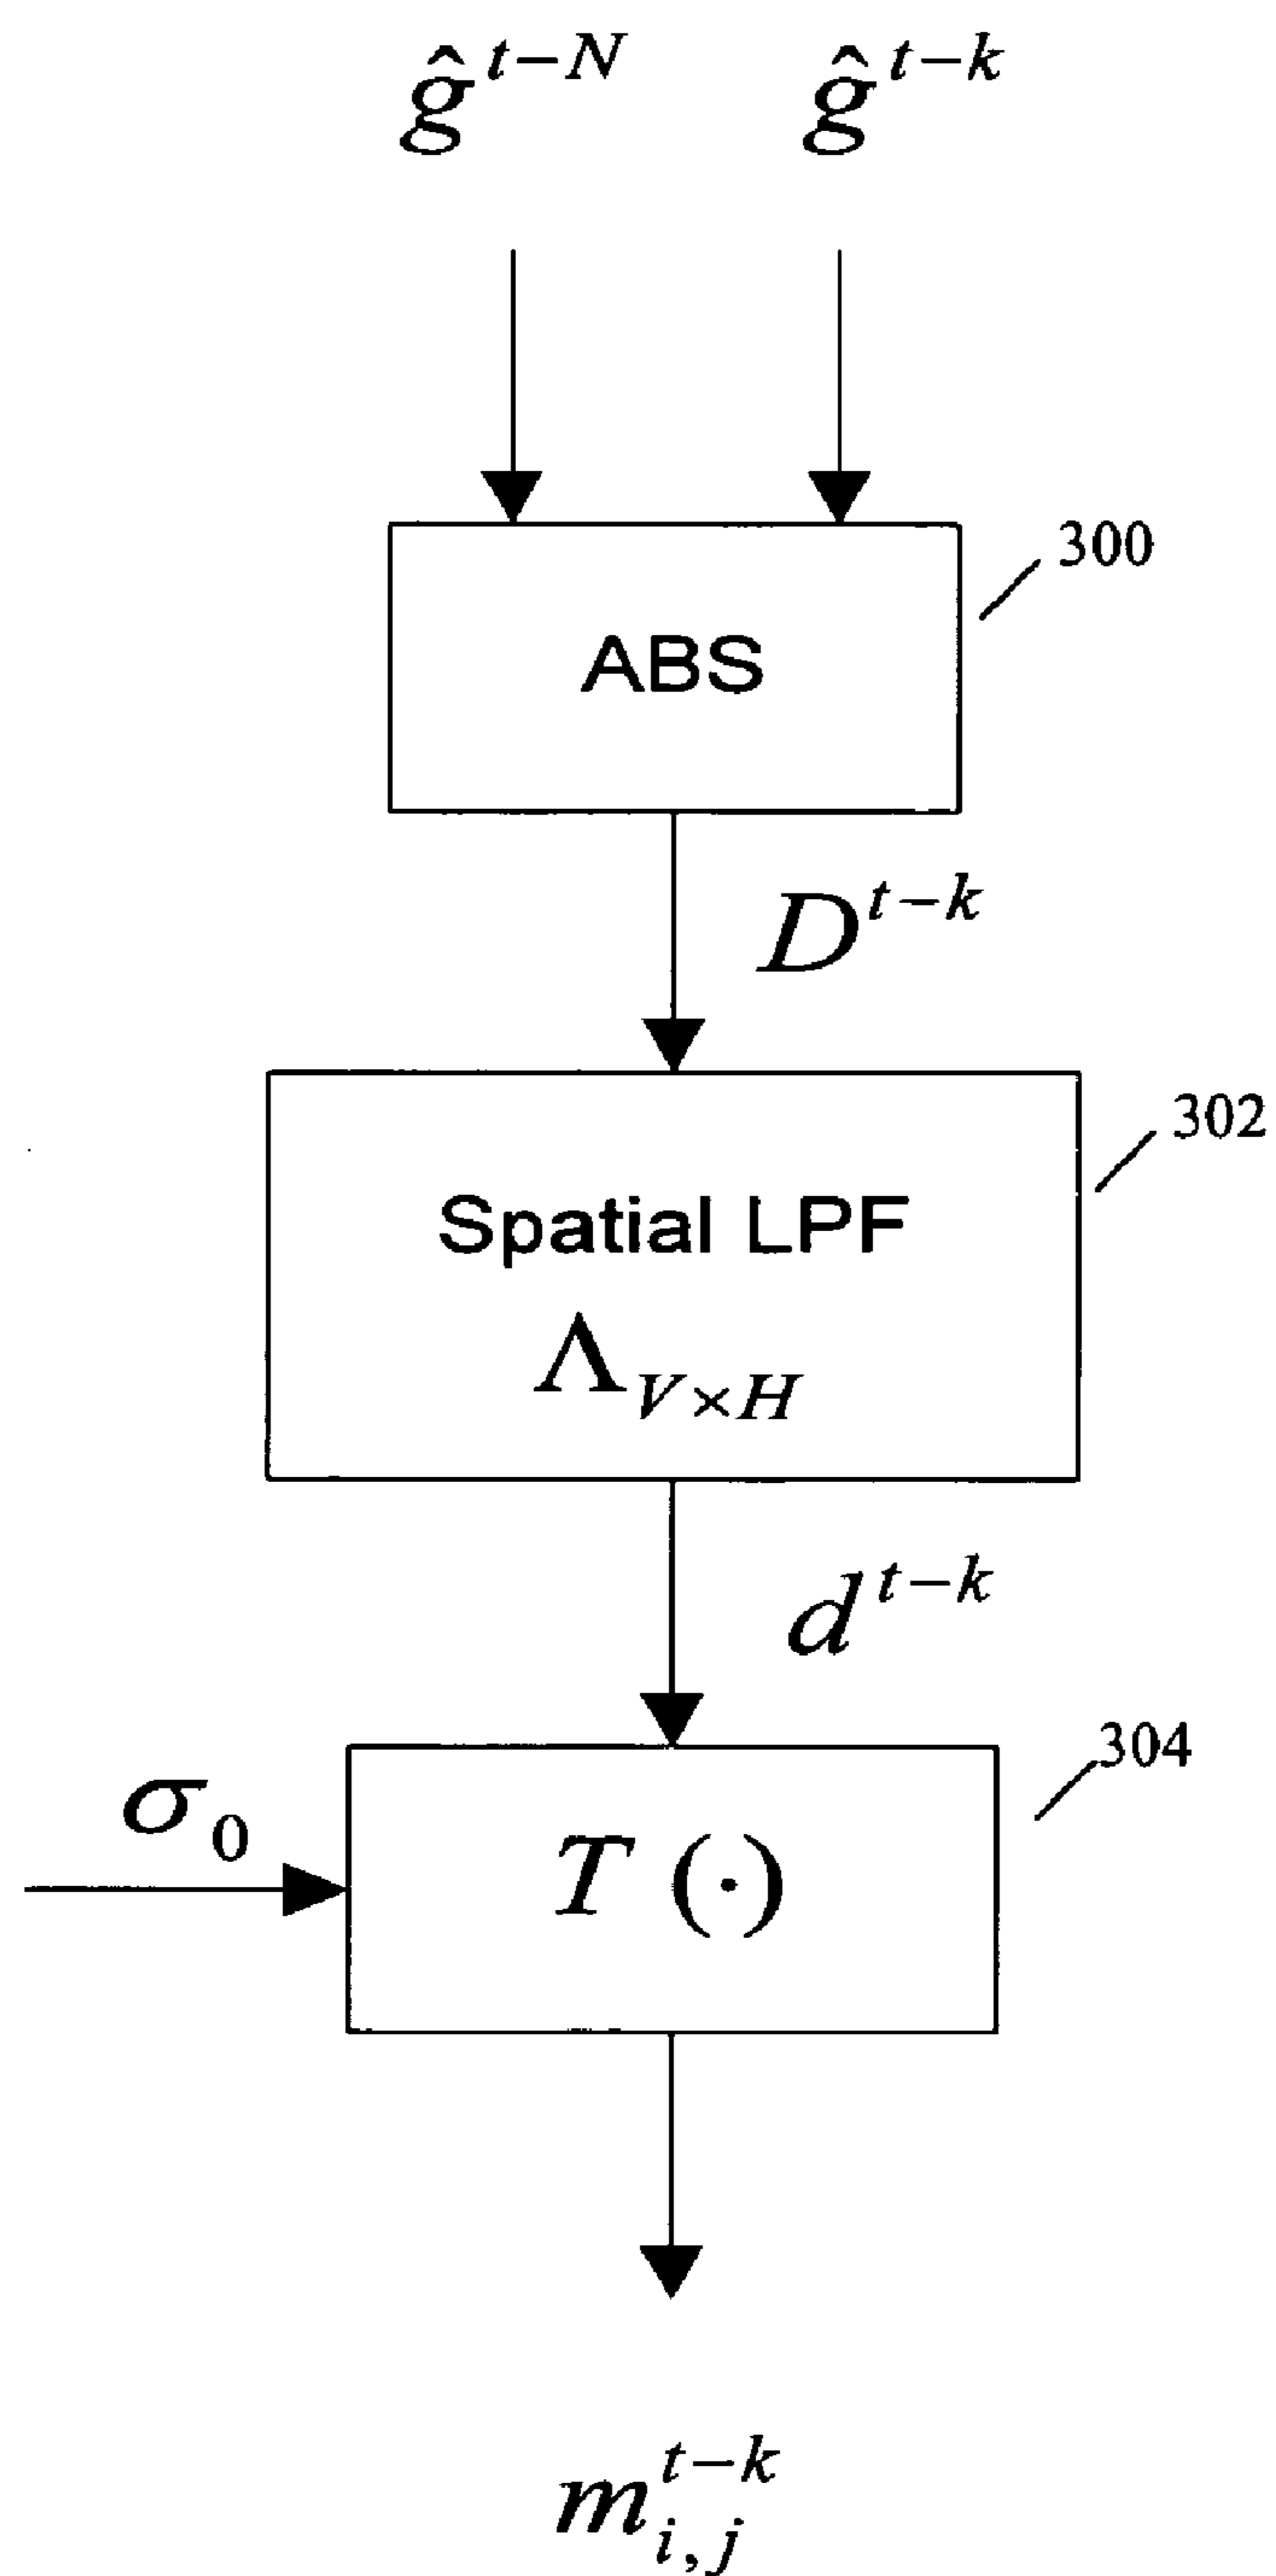 ĝ^{t-N} ĝ^{t-k}
300
ABS
D^{t-k}
302
Spatial LPF
Λ_{V×H}
d^{t-k}
304
σ_0
T (·)
m_{i,j}^{t-k}